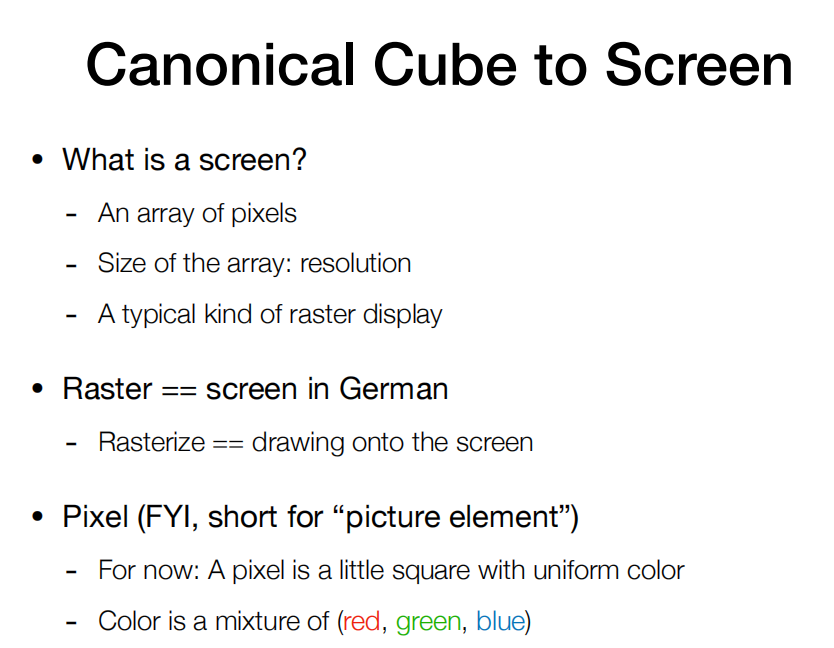 Canonical Cube to Screen
• What is a screen?
- An array of pixels
- Size of the array: resolution
- A typical kind of raster display
• Raster == screen in German
- Rasterize == drawing onto the screen
• Pixel (FYI, short for “picture element”)
- For now: A pixel is a little square with uniform color
- Color is a mixture of (red, green, blue)